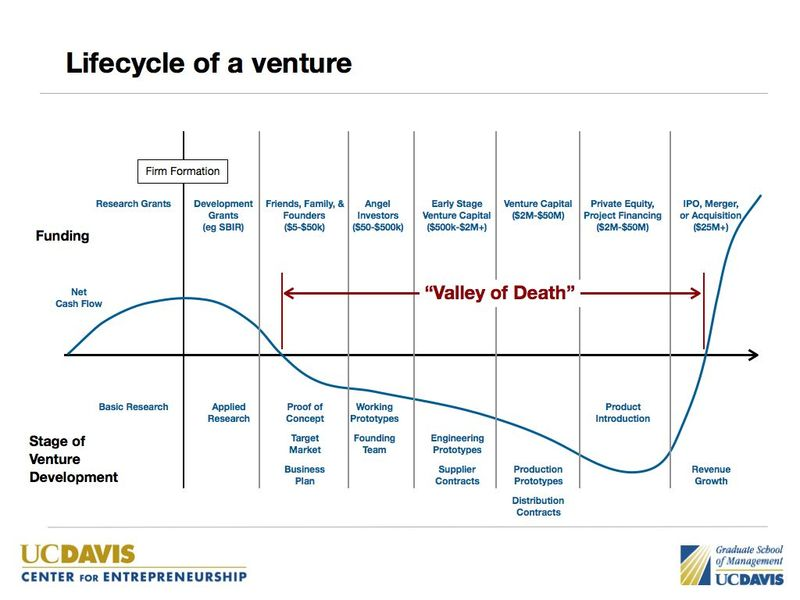 Lifecycle of a venture
Firm Formation
Funding
Research Grants
Development
Grants
(eg SBIR)
Friends, Family, &
Founders
($5-$50k)
Angel
Investors
($50-$500k)
Early Stage
Venture Capital
($500k-$2M+)
Venture Capital
($2M-$50M)
Private Equity,
Project Financing
($2M-$50M)
IPO, Merger,
or Acquisition
($25M+)
Net
Cash Flow
“Valley of Death”
Stage of
Venture
Development
Basic Research
Applied
Research
Proof of
Concept
Target
Market
Business
Plan
Working
Prototypes
Founding
Team
Engineering
Prototypes
Supplier
Contracts
Production
Prototypes
Distribution
Contracts
Product
Introduction
Revenue
Growth
UCDAVIS
CENTER FOR ENTREPRENEURSHIP
Graduate School
of Management
UCDAVIS